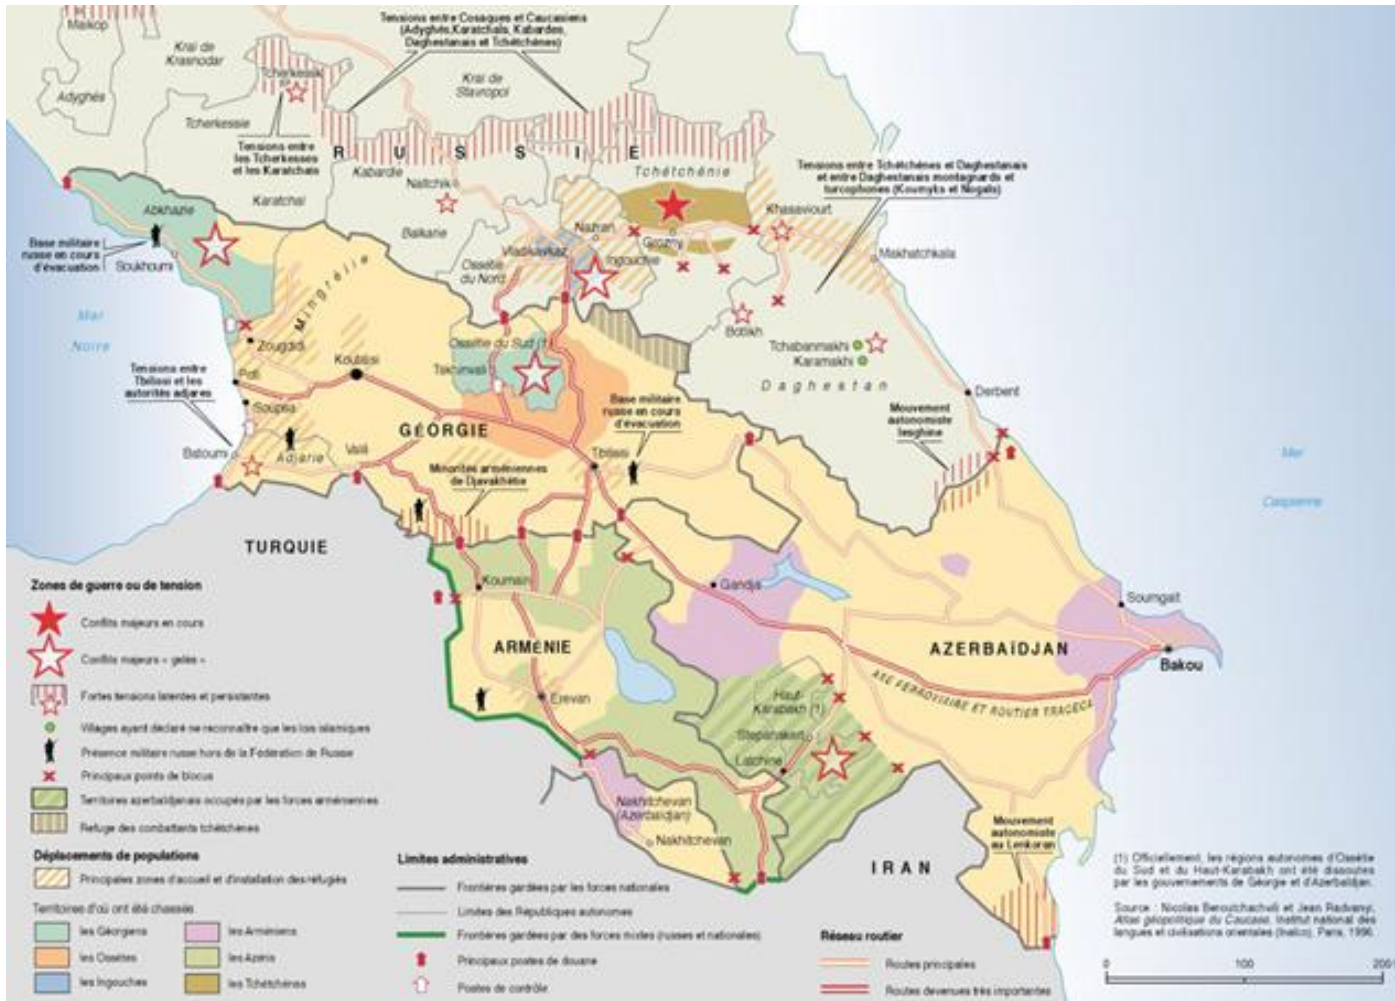 Maikop
Kraï de
Krasnodar
Adyghés
Tcherkessk
Tcherkessie
Tensions entre
les Tcherkesses
et les Karatchaïs
Tensions entre Cosaques et Caucasiens
(Adyghés, Karatchaïs, Kabardes,
Daghestanais et Tchétchènes)
Kraï de
Stavropol
RUSSIE
Kabardie
Naltchik
Karatchaï
Balkarie
Tchétchénie
Tensions entre Tchétchènes et Daghestanais
et entre Daghestanais montagnards et
turcophones (Koumyks et Nogaïs)
Khasaviourt
Makhatchkala
Nazran
Grozny
Vladikavkaz
Ingouchie
Ossétie
du Nord
Abkhazie
Base militaire
russe en cours
d'évacuation
Soukhoumi
Mingrélie
Mer
Noire
Zougdidi
Koutaïssi
Poti
Soupsa
Tensions entre
Tbilissi et les
autorités adjares
Batoumi
Adjarie
Valé
Ossétie du Sud (1)
Tskhinvali
Botlikh
Tchabanmakhi
Karamakhi
Daghestan
Derbent
Mouvement
autonomiste
lesghine
Base militaire
russe en cours
d'évacuation
GÉORGIE
Tbilissi
Minorités arméniennes
de Djavakhétie
Mer
Caspienne
TURQUIE
Koumaïri
Gandja
Soumgaït
ARMÉNIE
AZERBAÏDJAN
Bakou
Erevan
AXE FERROVIAIRE ET ROUTIER TRACECA
Haut-
Karabakh (1)
Stepanakert
Latchine
Nakhitchevan
(Azerbaïdjan)
Nakhitchevan
Mouvement
autonomiste
au Lenkoran
IRAN
Zones de guerre ou de tension
Conflits majeurs en cours
Conflits majeurs « gelés »
Fortes tensions latentes et persistantes
Villages ayant déclaré ne reconnaître que les lois islamiques
Présence militaire russe hors de la Fédération de Russie
Principaux points de blocus
Territoires azerbaïdjanais occupés par les forces arméniennes
Refuge des combattants tchétchènes
Déplacements de populations
Principales zones d'accueil et d'installation des réfugiés
Territoires d'où ont été chassés
les Géorgiens
les Arméniens
les Ossètes
les Azéris
les Ingouches
les Tchétchènes
Limites administratives
Frontières gardées par les forces nationales
Limites des Républiques autonomes
Frontières gardées par des forces mixtes (russes et nationales)
Principaux postes de douane
Postes de contrôle
Réseau routier
Routes principales
Routes devenues très importantes
(1) Officiellement, les régions autonomes d'Ossétie
du Sud et du Haut-Karabakh ont été dissoutes
par les gouvernements de Géorgie et d'Azerbaïdjan.
Source : Nicolas Beroutchachvili et Jean Radvanyi,
Atlas géopolitique du Caucase, Institut national des
langues et civilisations orientales (Inalco), Paris, 1996.
0 100 200